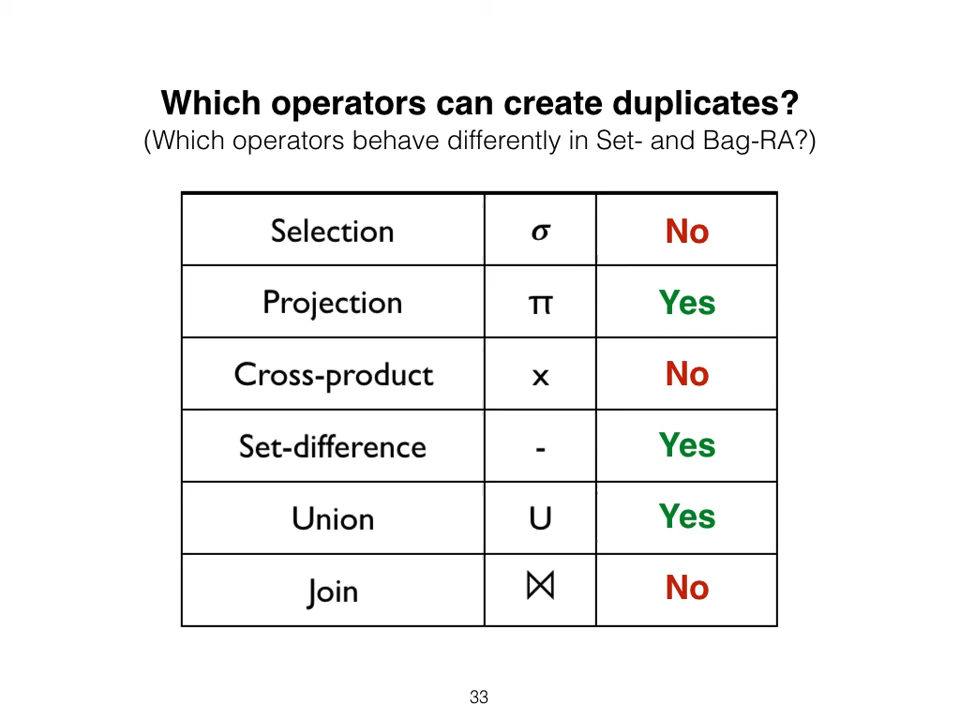 Which operators can create duplicates?
(Which operators behave differently in Set- and Bag-RA?)
Selection σ No
Projection π Yes
Cross-product x No
Set-difference - Yes
Union U Yes
Join ⋈ No
33